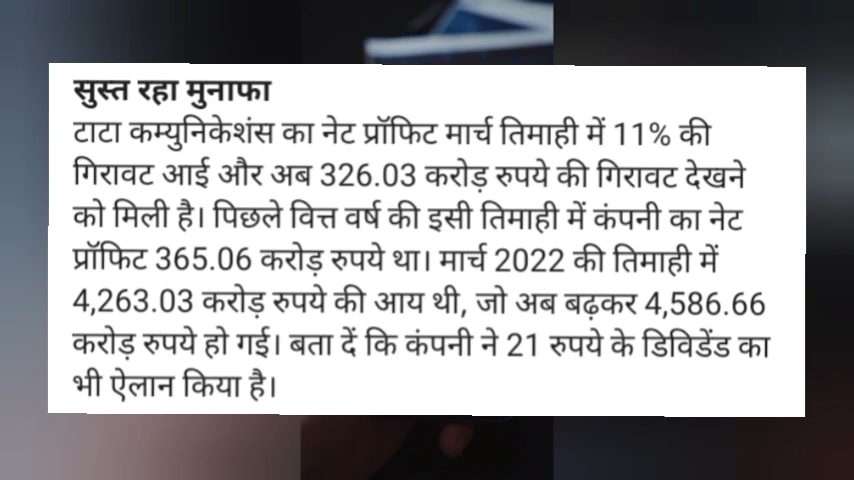 सुस्त रहा मुनाफा
टाटा कम्युनिकेशंस का नेट प्रॉफिट मार्च तिमाही में 11% की
गिरावट आई और अब 326.03 करोड़ रुपये की गिरावट देखने
को मिली है। पिछले वित्त वर्ष की इसी तिमाही में कंपनी का नेट
प्रॉफिट 365.06 करोड़ रुपये था। मार्च 2022 की तिमाही में
4,263.03 करोड़ रुपये की आय थी, जो अब बढ़कर 4,586.66
करोड़ रुपये हो गई। बता दें कि कंपनी ने 21 रुपये के डिविडेंड का
भी ऐलान किया है।